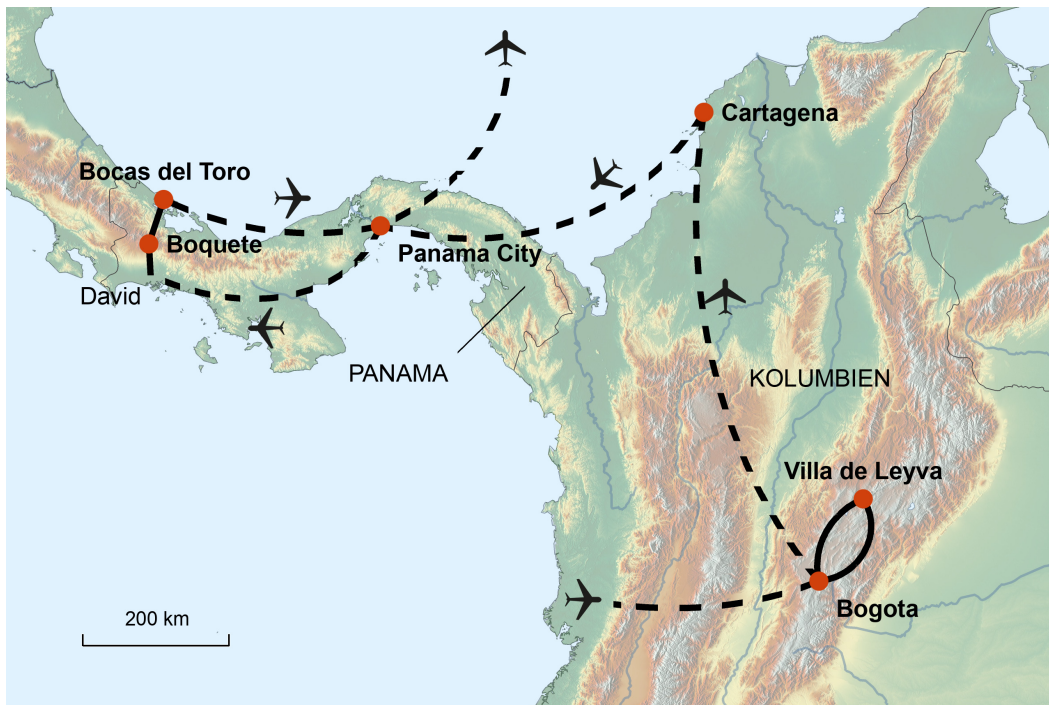 Cartagena
Bocas del Toro
Boquete
Panama City
David
PANAMA
KOLUMBIEN
Villa de Leyva
Bogota
200 km